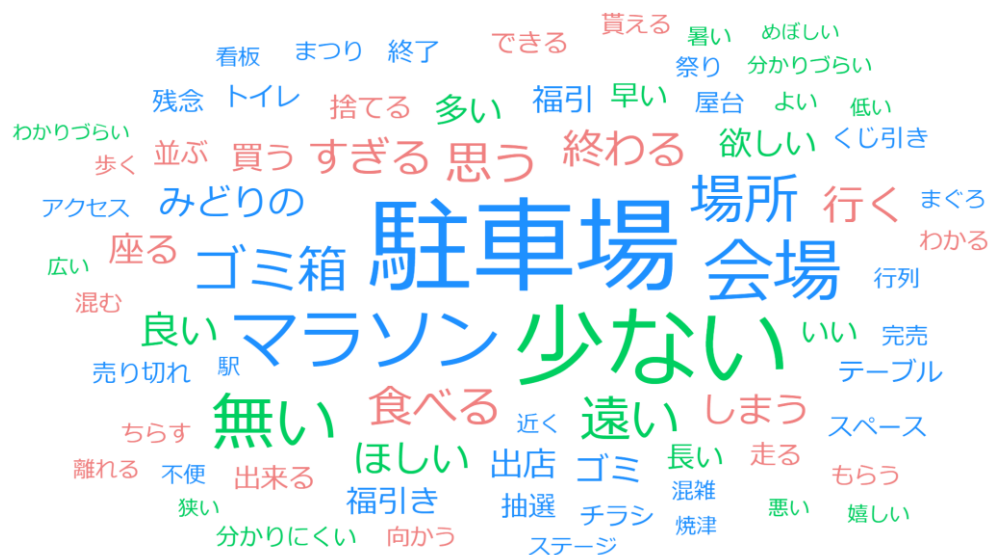 貰える
できる
暑い
めぼしい
看板
まつり
終了
祭り
分かりづらい
残念
トイレ
捨てる
多い
福引
早い
屋台
よい
低い
わかりづらい
歩く
並ぶ
買う
すぎる
思う
終わる
欲しい
くじ引き
アクセス
みどりの
駐車場
場所
行く
まぐろ
わかる
座る
広い
ゴミ箱
会場
行列
混む
良い
マラソン
少ない
いい
完売
売り切れ
駅
テーブル
無い
食べる
近く
遠い
しまう
スペース
ちらす
離れる
不便
出来る
ほしい
出店
ゴミ
長い
走る
もらう
狭い
福引き
抽選
チラシ
混雑
悪い
嬉しい
分かりにくい
向かう
ステージ
焼津